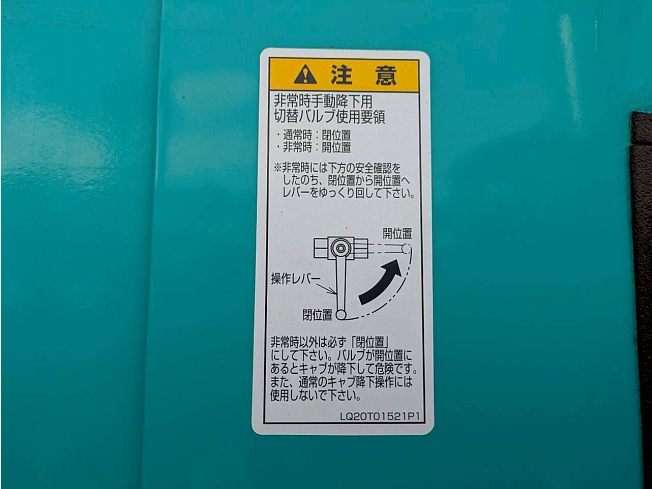 注意
非常時手動降下用
切替バルブ使用要領
・通常時：閉位置
・非常時：開位置
※非常時には下方の安全確認を
したのち、閉位置から開位置へ
レバーをゆっくり回して下さい。
開位置
操作レバー
閉位置
非常時以外は必ず「閉位置」
にして下さい。バルブが開位置に
あるとキャブが降下して危険です。
また、通常のキャブ降下操作には
使用しないで下さい。
LQ20T01521P1